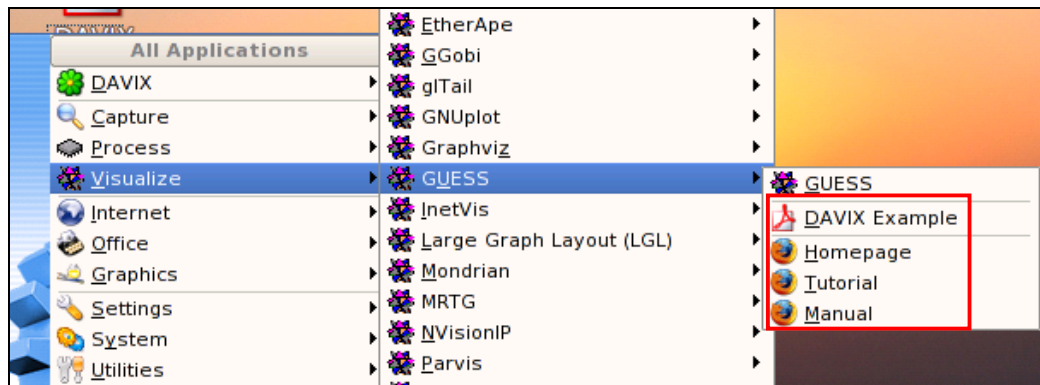 DAVIX
All Applications
DAVIX
Capture
Process
Visualize
Internet
Office
Graphics
Settings
System
Utilities
EtherApe
GGobi
glTail
GNUplot
Graphviz
GUESS
InetVis
Large Graph Layout (LGL)
Mondrian
MRTG
NVisionIP
Parvis
GUESS
DAVIX Example
Homepage
Tutorial
Manual